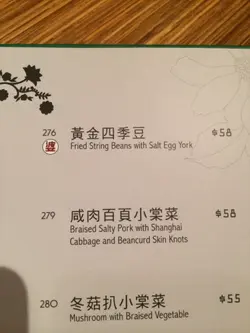 276 黃金四季豆 $58
Fried String Beans with Salt Egg York
279 咸肉百頁小棠菜 $58
Braised Salty Pork with Shanghai
Cabbage and Beancurd Skin Knots
280 冬菇扒小棠菜 $55
Mushroom with Braised Vegetable